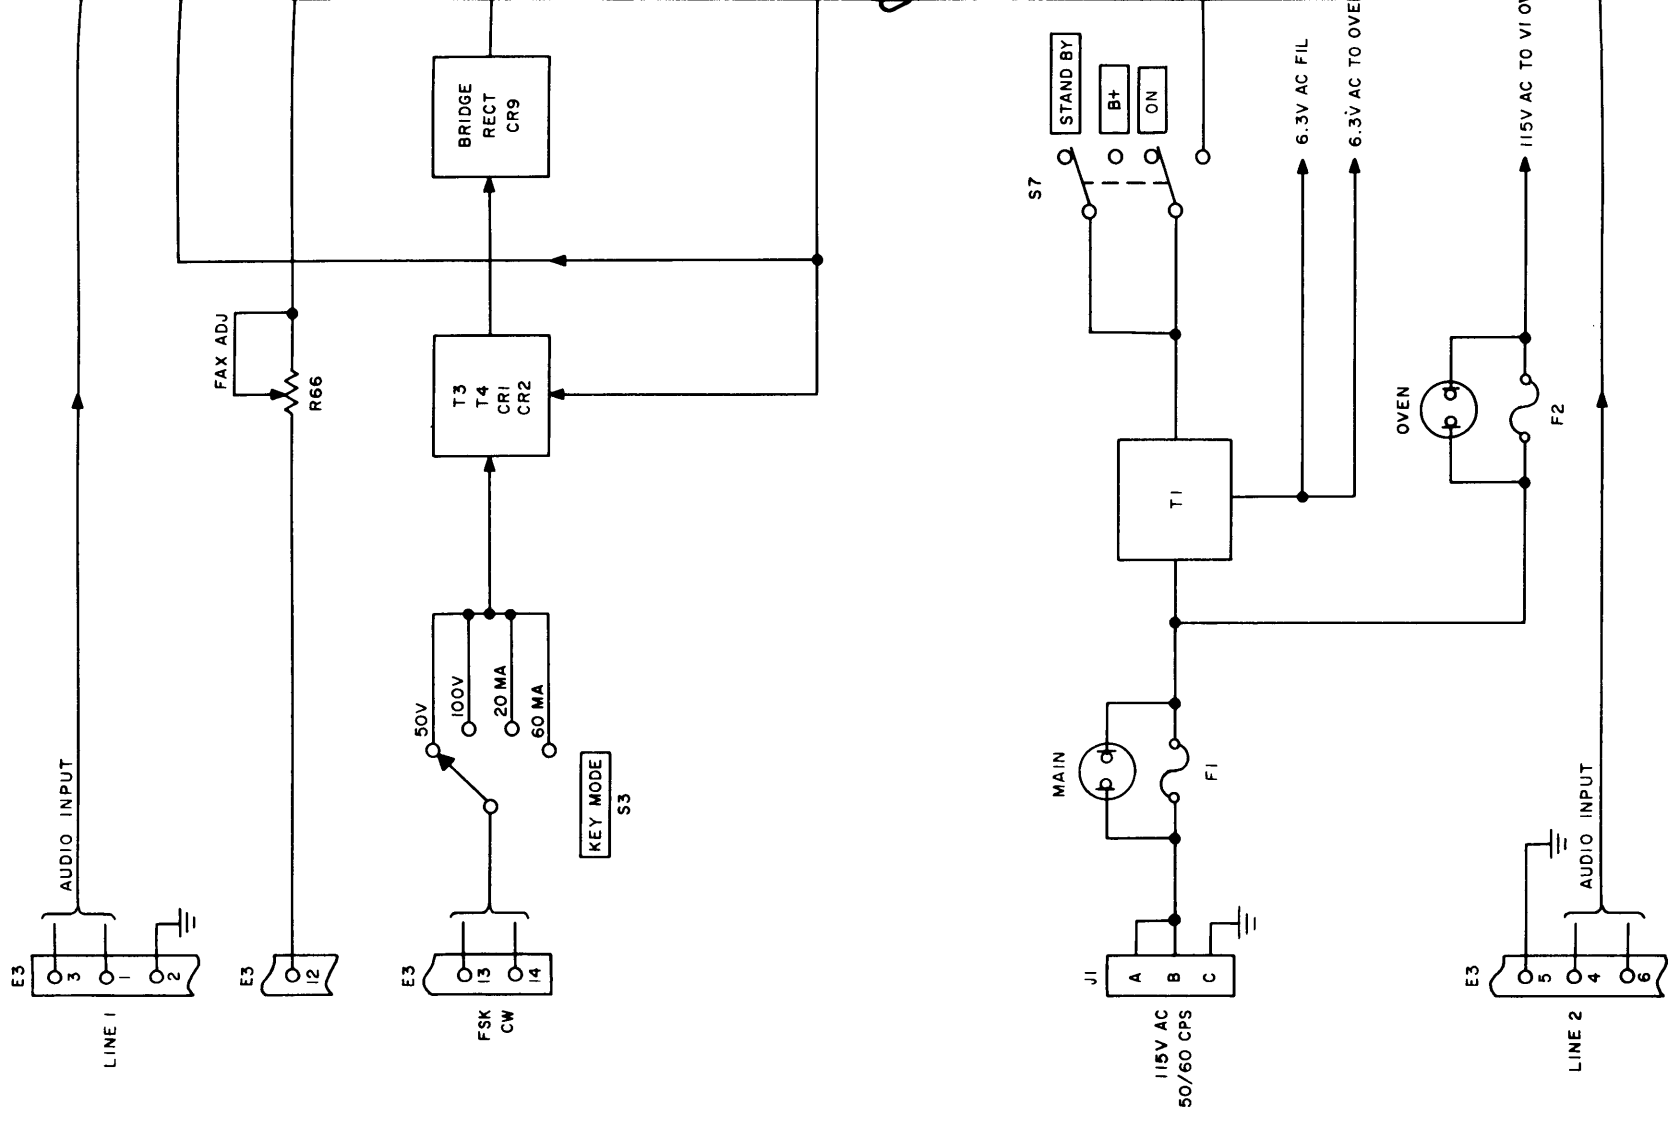 E3
3
1
2
LINE 1
AUDIO INPUT
E3
12
FAX ADJ
R66
E3
13
14
FSK
CW
50V
100V
20 MA
60 MA
KEY MODE
S3
T3
T4
CR1
CR2
BRIDGE
RECT
CR9
J1
A
B
C
115V AC
50/60 CPS
MAIN
F1
T1
S7
STAND BY
B+
ON
6.3V AC FIL
6.3V AC TO
OVEN
F2
115V AC TO V1
E3
5
4
6
LINE 2
AUDIO INPUT